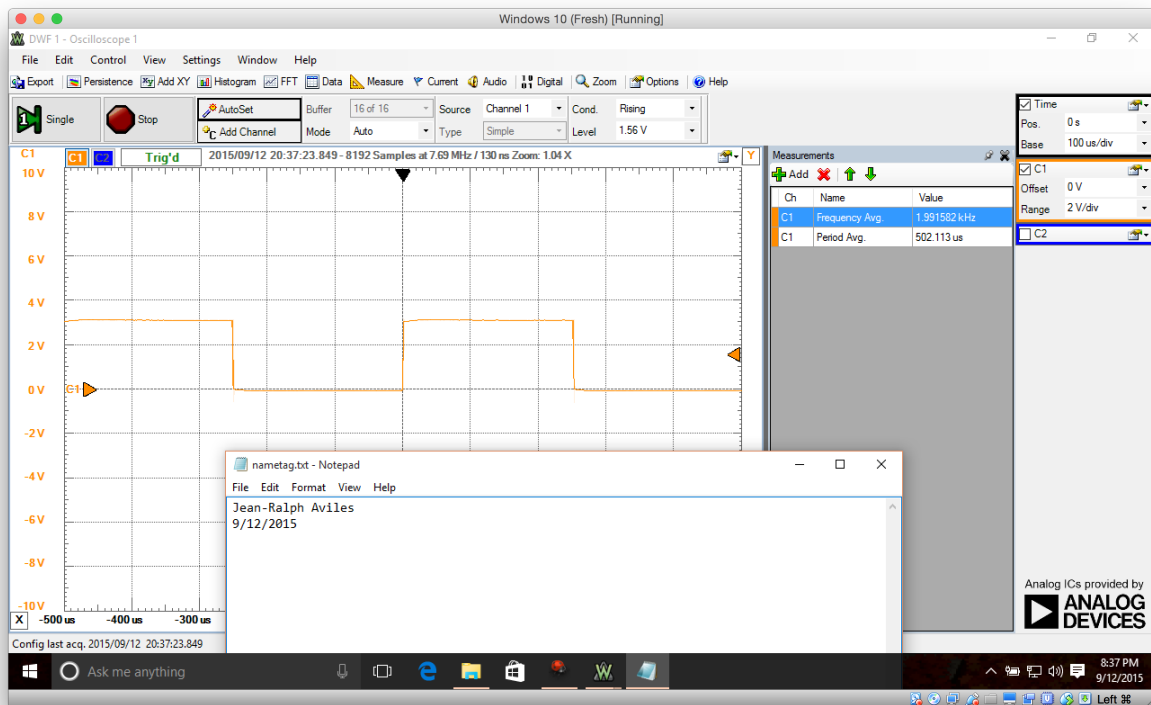 Windows 10 (Fresh) [Running]
DWF 1 - Oscilloscope 1
File Edit Control View Settings Window Help
Export Persistence Add XY Histogram FFT Data Measure Current Audio Digital Zoom Options Help
1 Single Stop AutoSet Buffer 16 of 16 Source Channel 1 Cond. Rising
Add Channel Mode Auto Type Simple Level 1.56 V
Time
Pos. 0 s
Base 100 us/div
C1
Offset 0 V
Range 2 V/div
C2
C1 C1 C2 Trig'd 2015/09/12 20:37:23.849 - 8192 Samples at 7.69 MHz / 130 ns Zoom: 1.04 X Y
10 V
8 V
6 V
4 V
2 V
0 V C1
-2 V
-4 V
-6 V
-8 V
-10 V
X -500 us -400 us -300 us
Measurements
Add
Ch Name Value
C1 Frequency Avg. 1.991582 kHz
C1 Period Avg. 502.113 us
nametag.txt - Notepad
File Edit Format View Help
Jean-Ralph Aviles
9/12/2015
Analog ICs provided by
ANALOG
DEVICES
Config last acq. 2015/09/12 20:37:23.849
Ask me anything
8:37 PM
9/12/2015
Left ⌘